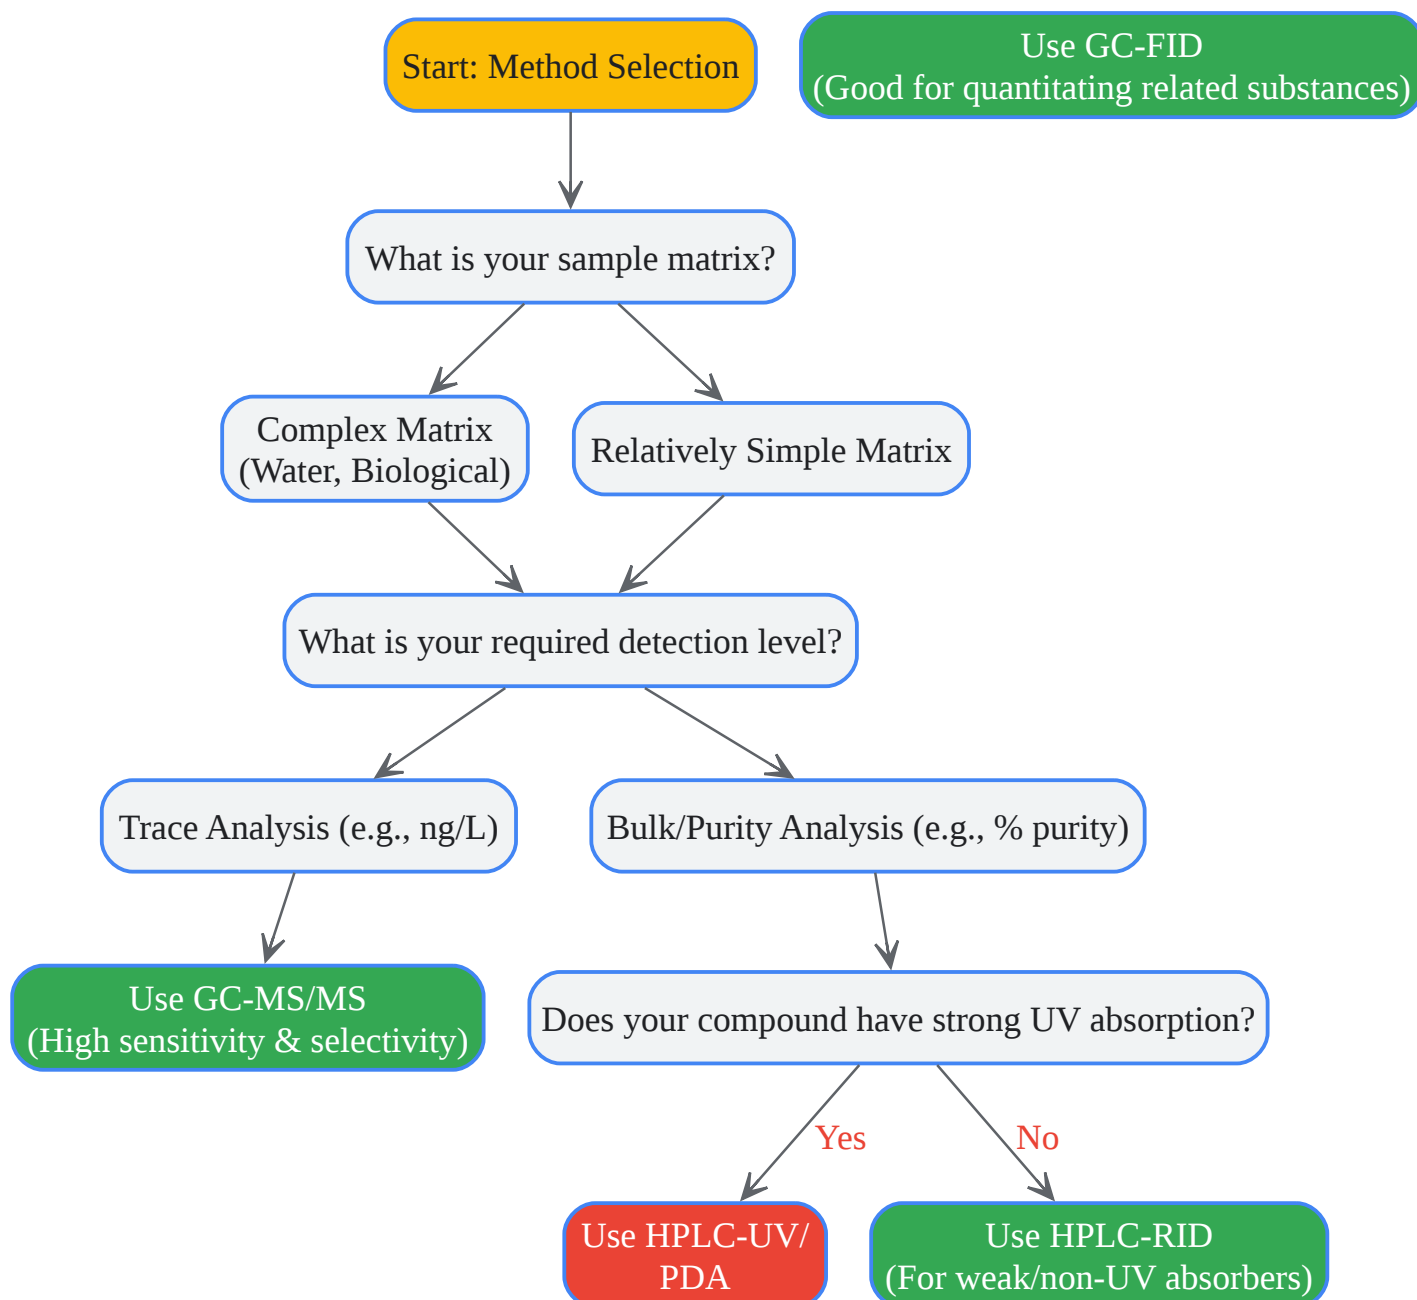 Start: Method Selection
Use GC-FID
(Good for quantitating related substances)
What is your sample matrix?
Complex Matrix
(Water, Biological)
Relatively Simple Matrix
What is your required detection level?
Trace Analysis (e.g., ng/L)
Bulk/Purity Analysis (e.g., % purity)
Use GC-MS/MS
(High sensitivity & selectivity)
Does your compound have strong UV absorption?
Yes
No
Use HPLC-UV/
PDA
Use HPLC-RID
(For weak/non-UV absorbers)